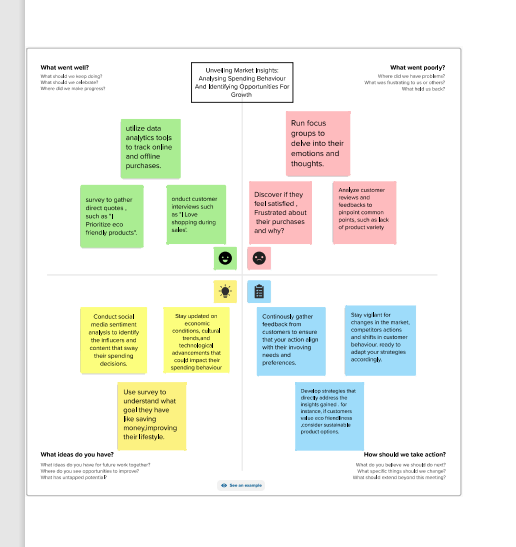 What went well?
What should we keep doing?
What should we celebrate?
Where did we make progress?
Unveiling Market Insights:
Analysing Spending Behaviour
And Identifying Opportunities For
Growth
What went poorly?
Where did we have problems?
What was frustrating to us or others?
What held us back?
utilize data
analytics tools
to track online
and offline
purchases.
Run focus
groups to
delve into their
emotions and
thoughts.
survey to gather
direct quotes ,
such as "I
Prioritize eco
friendly products".
onduct customer
interviews such
as "I Love
shopping during
sales'.
Discover if they
feel satisfied ,
Frustrated about
their purchases
and why?
Analyze customer
reviews and
feedbacks to
pinpoint common
points, such as lack
of product variety
Conduct social
media sentiment
analysis to identify
the influcers and
content that sway
their spending
decisions.
Stay updated on
economic
conditions, cultural
trends,and
technological
advancements that
could impact their
spending behaviour
Continously gather
feedback from
customers to ensure
that your action align
with their invoving
needs and
preferences.
Stay vigilant for
changes in the market,
competitors actions
and shifts in customer
behaviour. ready to
adapt your strategies
accordingly.
Use survey to
understand what
goal they have
like saving
money,improving
their lifestyle.
Develop strategies that
directly address the
insights gained . for
instance, if customers
value eco friendliness
,consider sustainable
product options.
What ideas do you have?
What ideas do you have for future work together?
Where do you see opportunities to improve?
What has untapped potential?
How should we take action?
What do you believe we should do next?
What specific things should we change?
What should extend beyond this meeting?
See an example